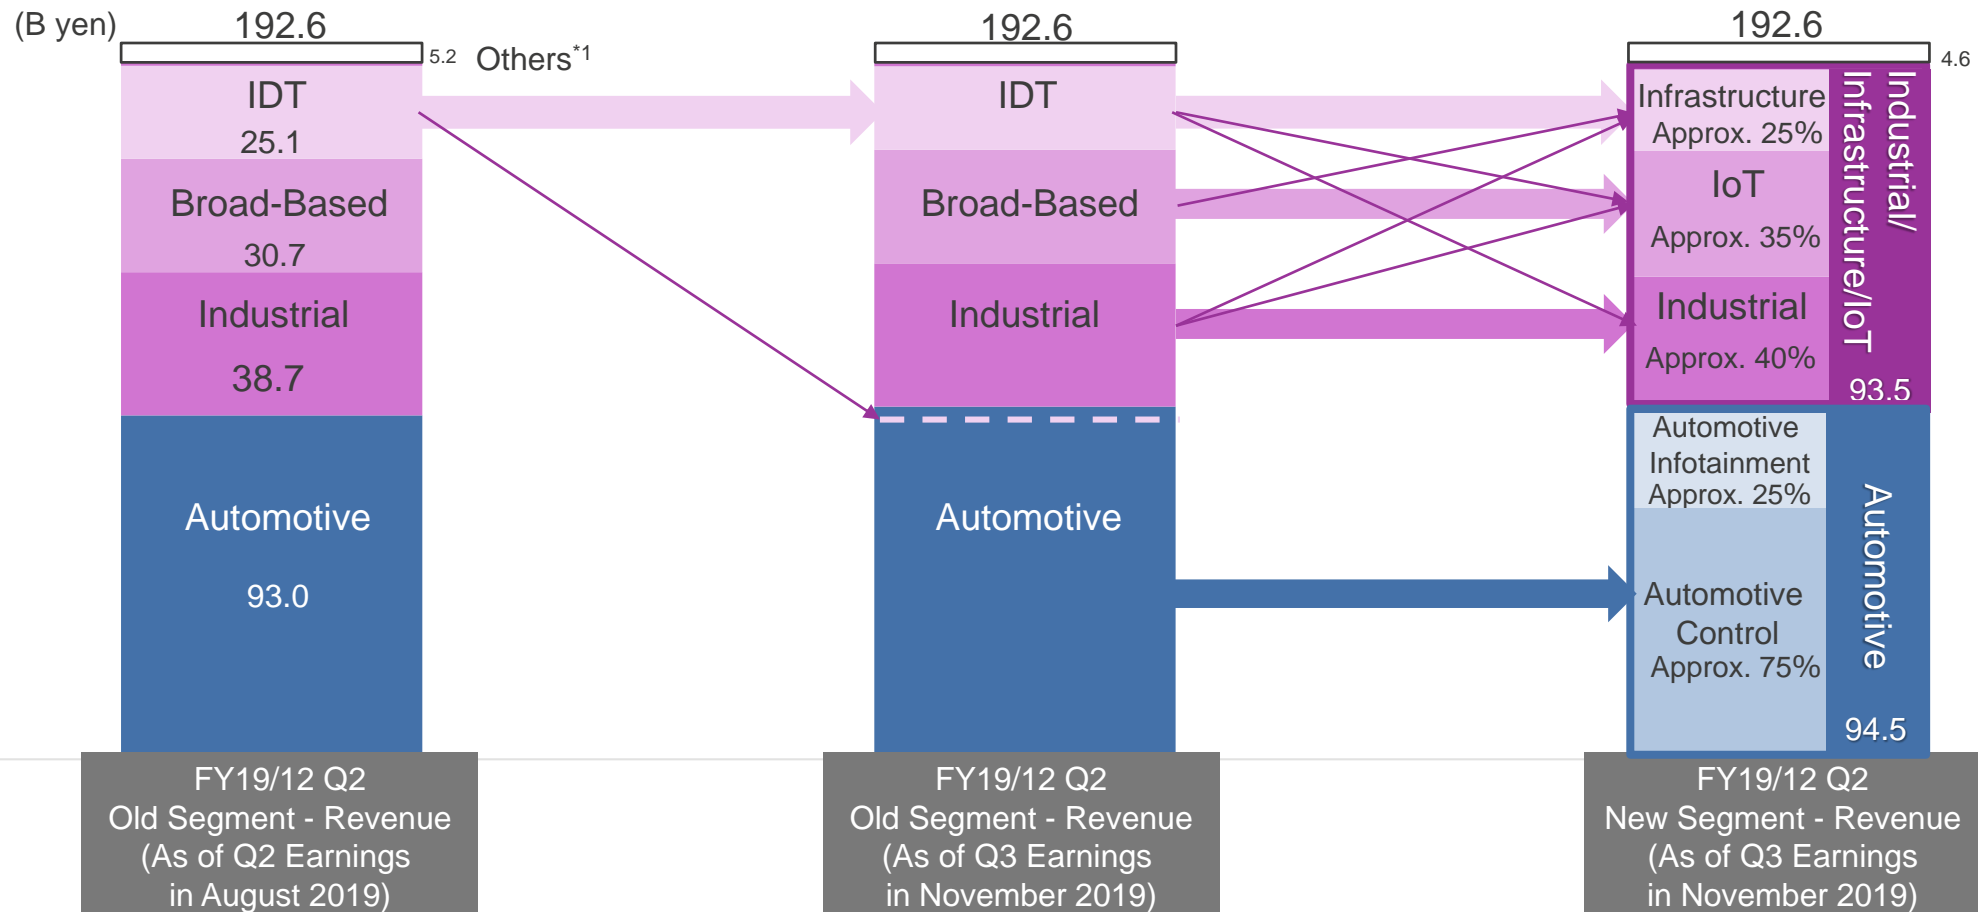 (B yen)
192.6
5.2
Others*1
IDT
25.1
Broad-Based
30.7
Industrial
38.7
Automotive
93.0
FY19/12 Q2
Old Segment - Revenue
(As of Q2 Earnings
in August 2019)
192.6
IDT
Broad-Based
Industrial
Automotive
FY19/12 Q2
Old Segment - Revenue
(As of Q3 Earnings
in November 2019)
192.6
4.6
Infrastructure
Approx. 25%
IoT
Approx. 35%
Industrial
Approx. 40%
Industrial/
Infrastructure/IoT
93.5
Automotive
Infotainment
Approx. 25%
Automotive
Control
Approx. 75%
Automotive
94.5
FY19/12 Q2
New Segment - Revenue
(As of Q3 Earnings
in November 2019)